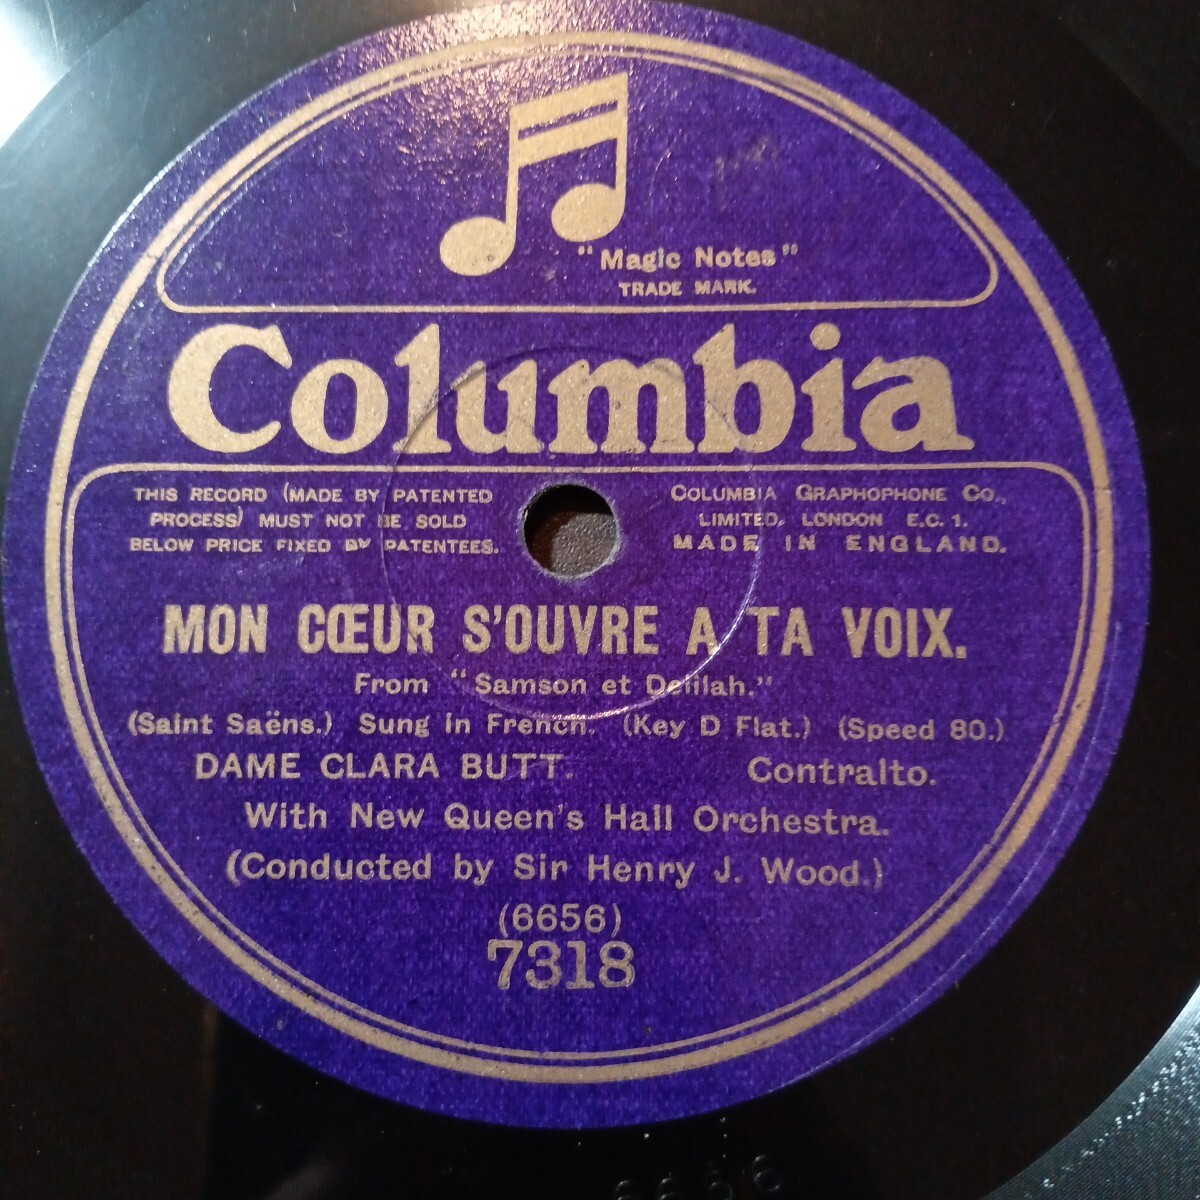 "Magic Notes"
TRADE MARK.
Columbia
THIS RECORD (MADE BY PATENTED
PROCESS) MUST NOT BE SOLD
BELOW PRICE FIXED BY PATENTEES.
COLUMBIA GRAPHOPHONE CO.,
LIMITED, LONDON E.C. 1.
MADE IN ENGLAND.
MON CŒUR S'OUVRE A TA VOIX.
From "Samson et Delilah."
(Saint Saëns.) Sung in French. (Key D Flat.) (Speed 80.)
DAME CLARA BUTT. Contralto.
With New Queen's Hall Orchestra.
(Conducted by Sir Henry J. Wood.)
(6656)
7318
6656